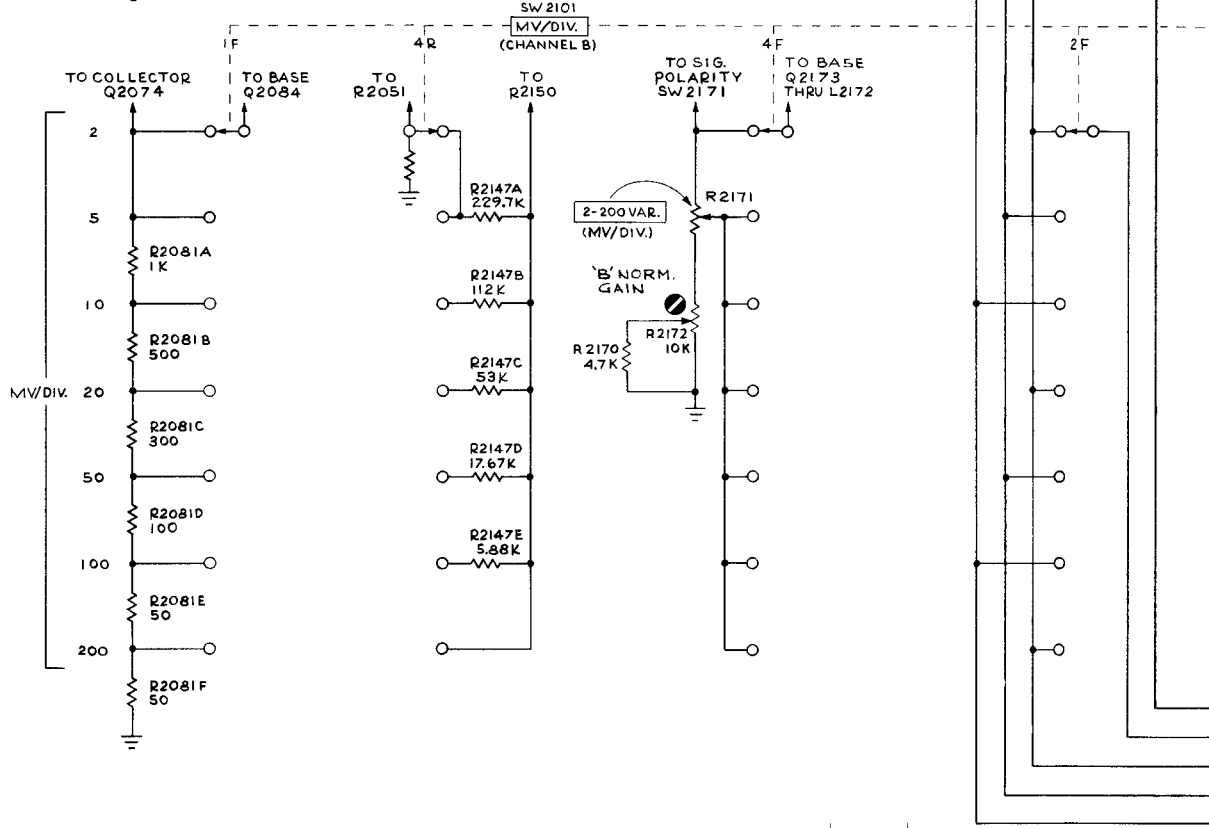 SW 2101
MV/DIV.
(CHANNEL B)
1F
4R
4F
2F
TO COLLECTOR
Q2074
TO BASE
Q2084
TO
R2051
TO
R2150
TO SIG.
POLARITY
SW2171
TO BASE
Q2173
THRU L2172
2
5
10
MV/DIV. 20
50
100
200
R2081A
1K
R2081B
500
R2081C
300
R2081D
100
R2081E
50
R2081F
50
R2147A
229.7K
R2147B
112K
R2147C
53K
R2147D
17.67K
R2147E
5.88K
R2171
2-200 VAR.
(MV/DIV.)
'B' NORM.
GAIN
R2172
10K
R2170
4.7K